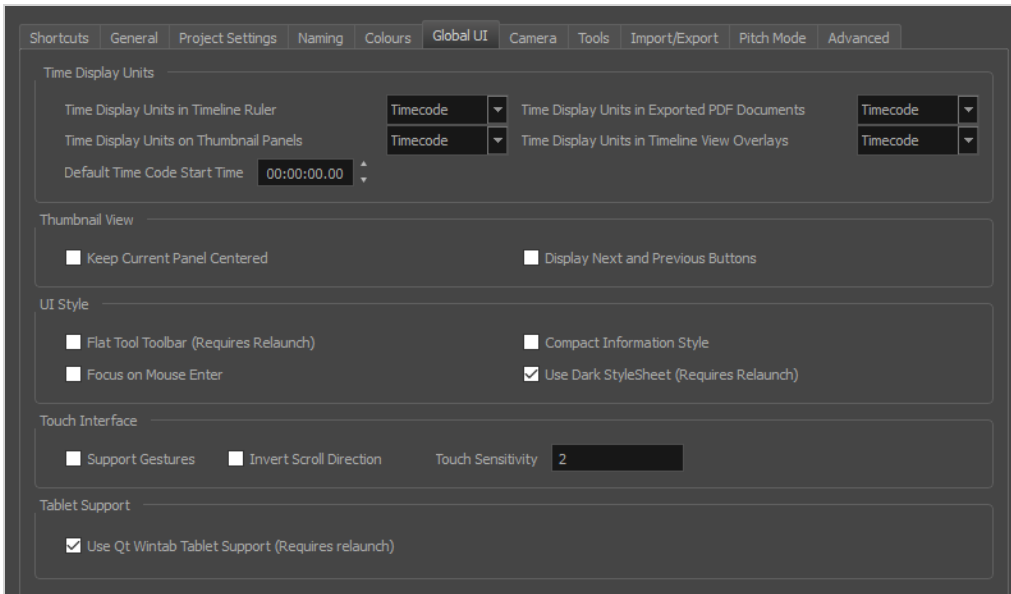 Shortcuts General Project Settings Naming Colours Global UI Camera Tools Import/Export Pitch Mode Advanced
Time Display Units
Time Display Units in Timeline Ruler Timecode Time Display Units in Exported PDF Documents Timecode
Time Display Units on Thumbnail Panels Timecode Time Display Units in Timeline View Overlays Timecode
Default Time Code Start Time 00:00:00.00
Thumbnail View
Keep Current Panel Centered Display Next and Previous Buttons
UI Style
Flat Tool Toolbar (Requires Relaunch) Compact Information Style
Focus on Mouse Enter Use Dark StyleSheet (Requires Relaunch)
Touch Interface
Support Gestures Invert Scroll Direction Touch Sensitivity 2
Tablet Support
Use Qt Wintab Tablet Support (Requires relaunch)